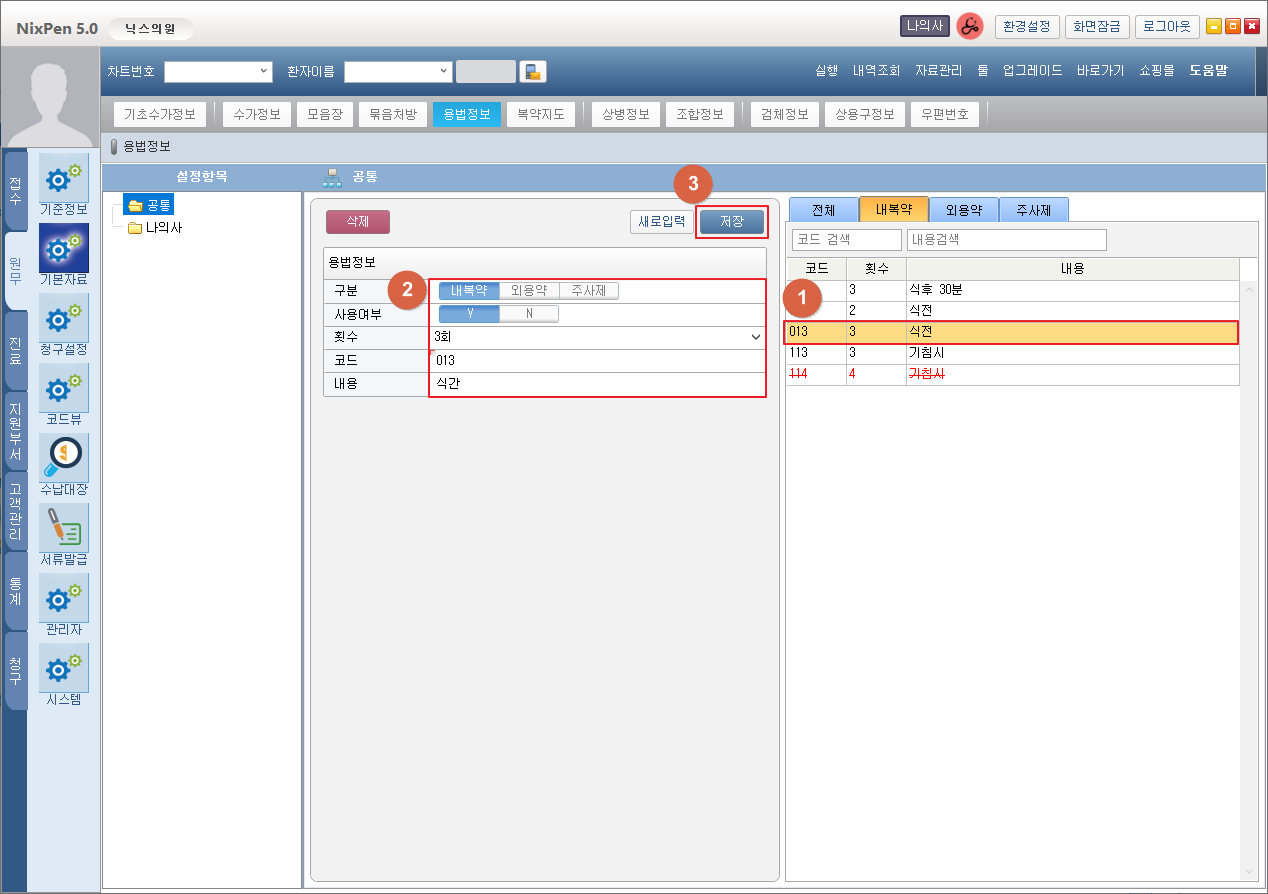 NixPen 5.0 닉스의원 나의사 환경설정 화면잠금 로그아웃
차트번호 환자이름 실행 내역조회 자료관리 툴 업그레이드 바로가기 쇼핑몰 도움말
기초수가정보 수가정보 모음장 묶음처방 용법정보 복약지도 상병정보 조합정보 검체정보 상용구정보 우편번호
용법정보
접수
원무
진료
지원부서
고객관리
통계
청구
기준정보
기본자료
청구설정
코드뷰
수납대장
서류발급
관리자
시스템
설정항목
공통
나의사
공통
3
삭제 새로입력 저장
용법정보
2
구분 내복약 외용약 주사제
사용여부 Y N
횟수 3회
코드 013
내용 식간
전체 내복약 외용약 주사제
코드 검색 내용검색
코드 횟수 내용
1
3 식후 30분
2 식전
013 3 식전
113 3 기침시
114 4 기침시